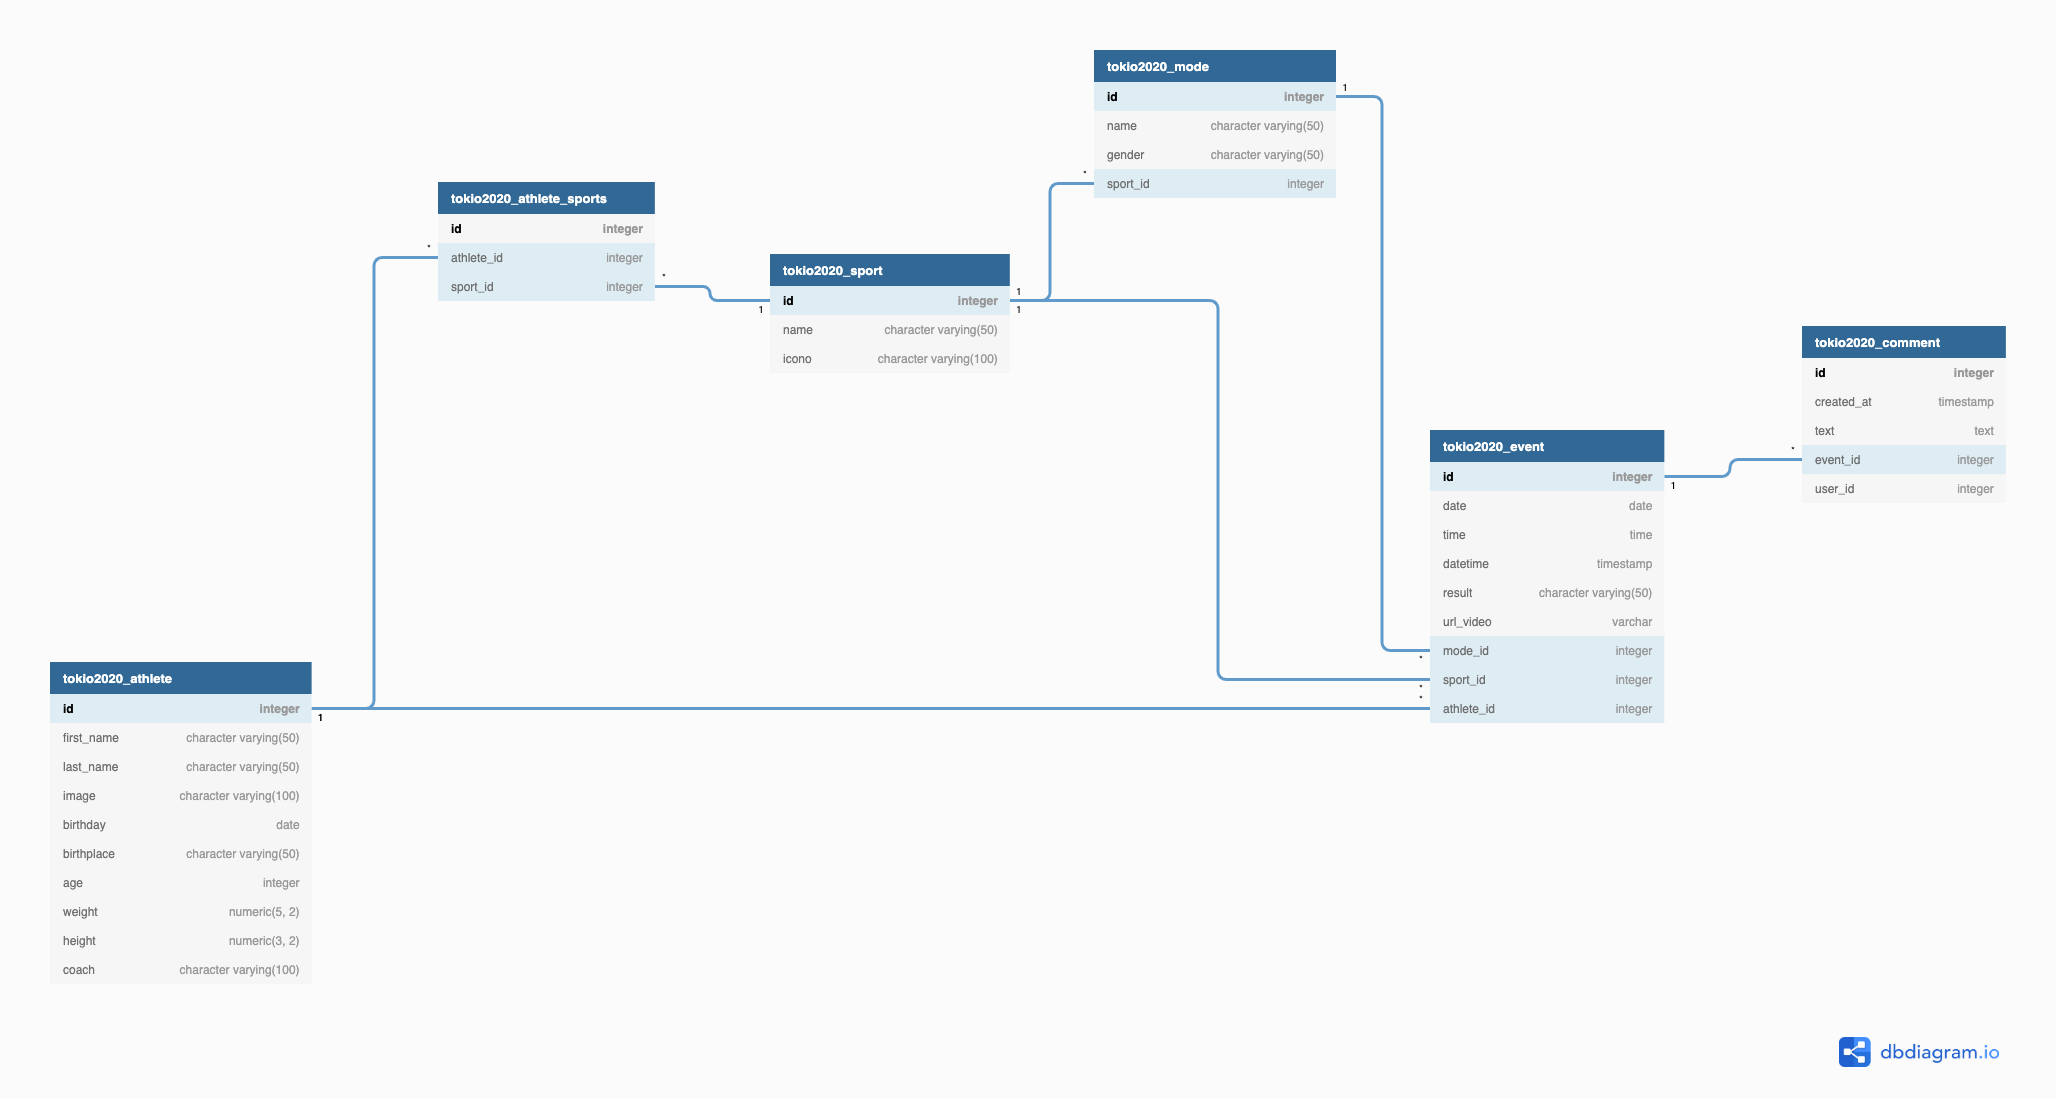 tokio2020_mode
id integer
name character varying(50)
gender character varying(50)
sport_id integer
1
*
tokio2020_athlete_sports
id integer
athlete_id integer
sport_id integer
*
*
tokio2020_sport
id integer
name character varying(50)
icono character varying(100)
1
1
1
tokio2020_comment
id integer
created_at timestamp
text text
event_id integer
user_id integer
*
tokio2020_event
id integer
date date
time time
datetime timestamp
result character varying(50)
url_video varchar
mode_id integer
sport_id integer
athlete_id integer
1
*
*
*
tokio2020_athlete
id integer
first_name character varying(50)
last_name character varying(50)
image character varying(100)
birthday date
birthplace character varying(50)
age integer
weight numeric(5, 2)
height numeric(3, 2)
coach character varying(100)
1
dbdiagram.io